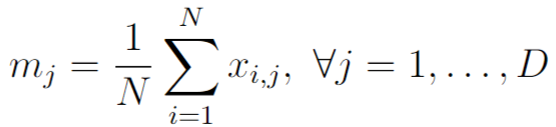 m_j = \frac{1}{N} \sum_{i=1}^{N} x_{i,j}, \ \forall j = 1, \ldots, D